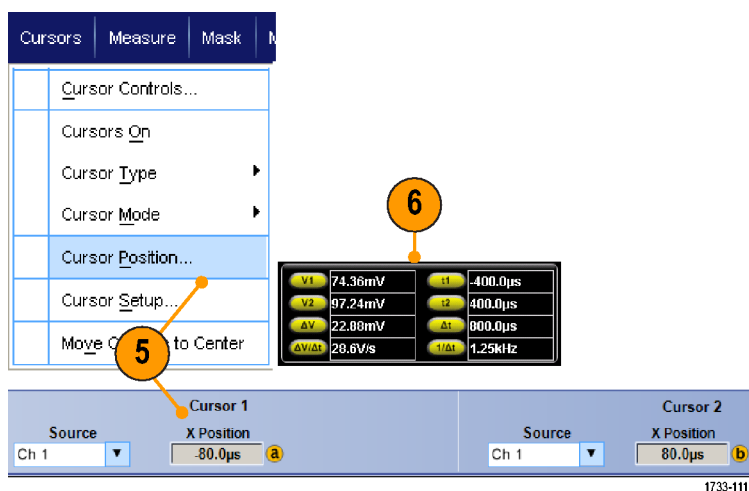 Cursors Measure Mask
Cursor Controls...
Cursors On
Cursor Type
Cursor Mode
Cursor Position...
Cursor Setup...
Move to Center
5
6
V1 74.36mV t1 -400.0µs
V2 97.24mV t2 400.0µs
ΔV 22.88mV Δt 800.0µs
ΔV/Δt 28.6V/s 1/Δt 1.25kHz
Cursor 1 Cursor 2
Source X Position Source X Position
Ch 1 -80.0µs a Ch 1 80.0µs b
1733-111